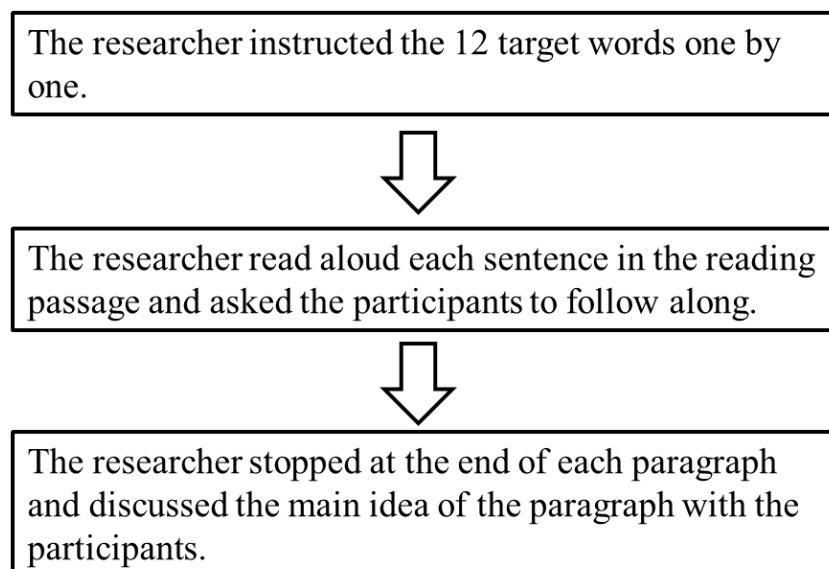 The researcher instructed the 12 target words one by
one.
The researcher read aloud each sentence in the reading
passage and asked the participants to follow along.
The researcher stopped at the end of each paragraph
and discussed the main idea of the paragraph with the
participants.